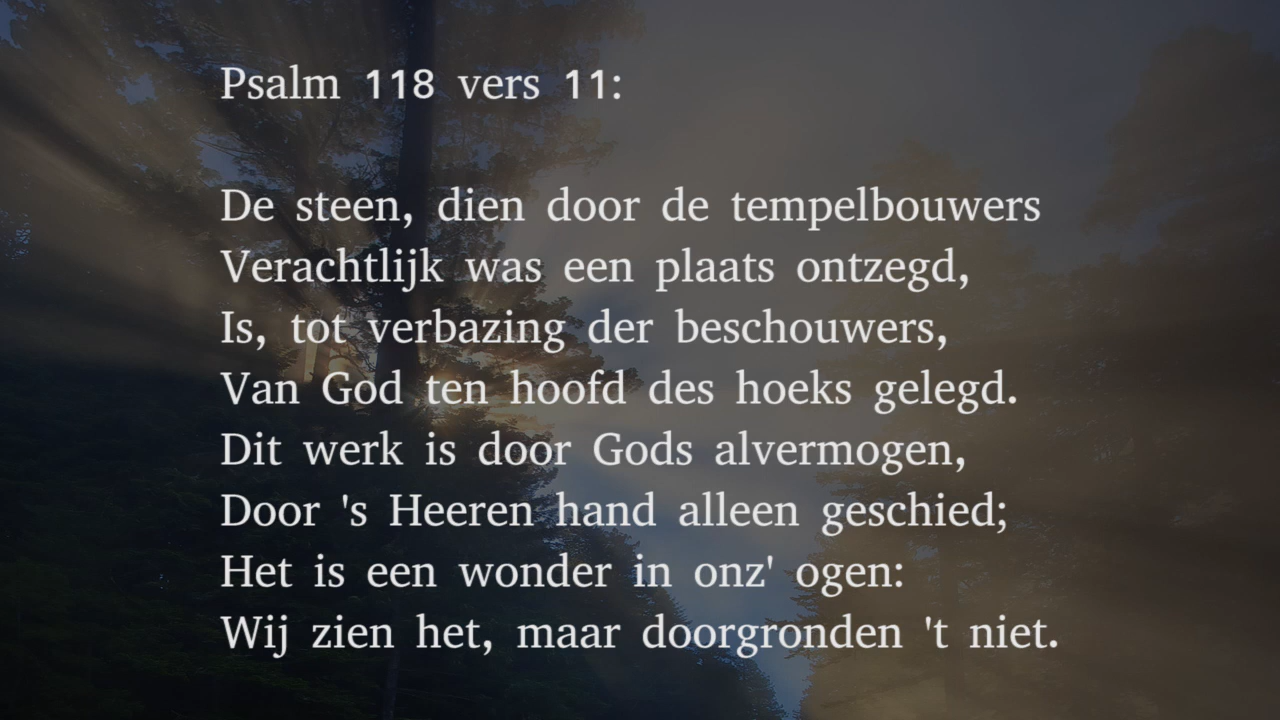 Psalm 118 vers 11:
De steen, dien door de tempelbouwers
Verachtlijk was een plaats ontzegd,
Is, tot verbazing der beschouwers,
Van God ten hoofd des hoeks gelegd.
Dit werk is door Gods alvermogen,
Door 's Heeren hand alleen geschied;
Het is een wonder in onz' ogen:
Wij zien het, maar doorgronden 't niet.